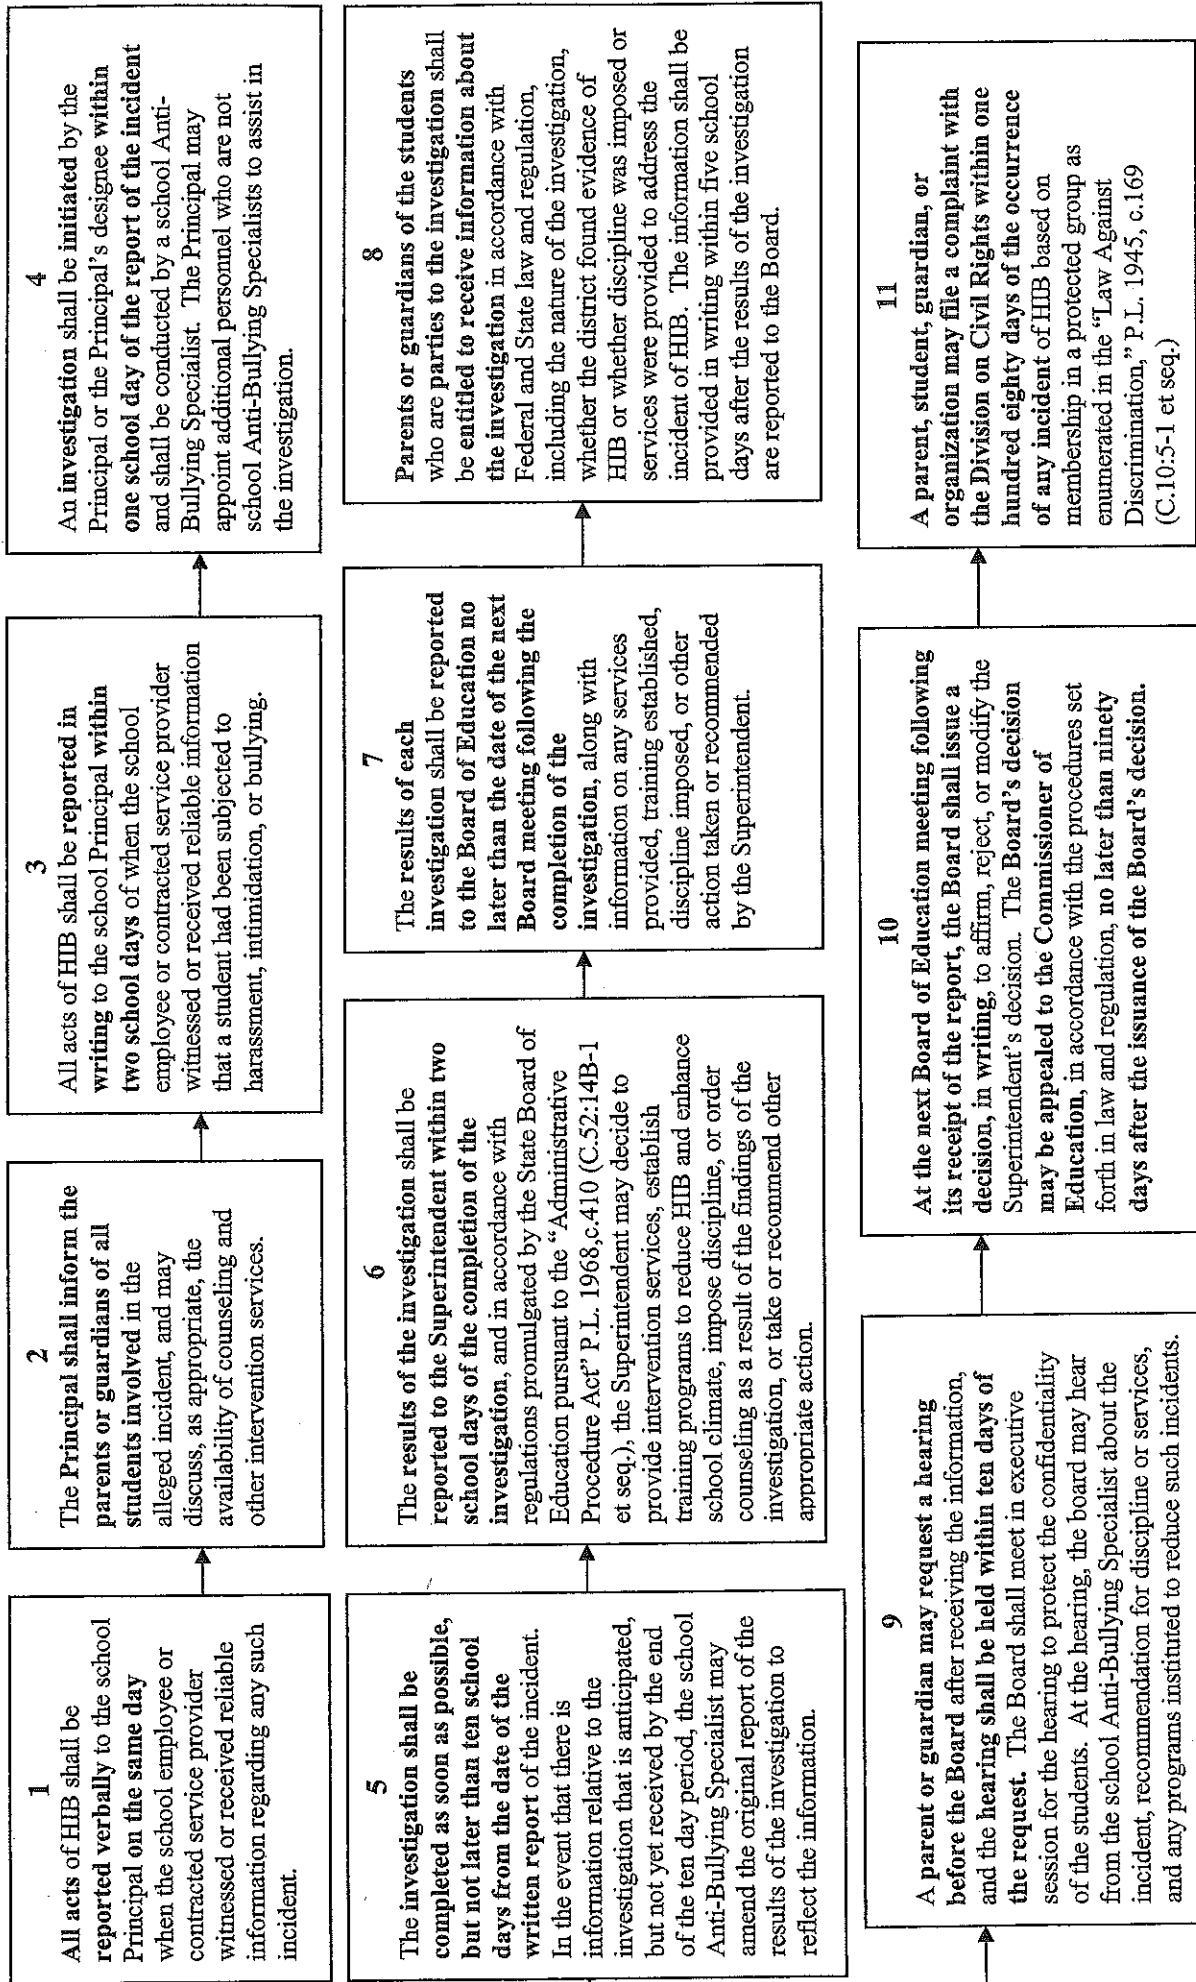 1
All acts of HIB shall be
reported verbally to the school
Principal on the same day
when the school employee or
contracted service provider
witnessed or received reliable
information regarding any such
incident.
2
The Principal shall inform the
parents or guardians of all
students involved in the
alleged incident, and may
discuss, as appropriate, the
availability of counseling and
other intervention services.
3
All acts of HIB shall be reported in
writing to the school Principal within
two school days of when the school
employee or contracted service provider
witnessed or received reliable information
that a student had been subjected to
harassment, intimidation, or bullying.
4
An investigation shall be initiated by the
Principal or the Principal's designee within
one school day of the report of the incident
and shall be conducted by a school Anti-
Bullying Specialist. The Principal may
appoint additional personnel who are not
school Anti-Bullying Specialists to assist in
the investigation.
5
The investigation shall be
completed as soon as possible,
but not later than ten school
days from the date of the
written report of the incident.
In the event that there is
information relative to the
investigation that is anticipated,
but not yet received by the end
of the ten day period, the school
Anti-Bullying Specialist may
amend the original report of the
results of the investigation to
reflect the information.
6
The results of the investigation shall be
reported to the Superintendent within two
school days of the completion of the
investigation, and in accordance with
regulations promulgated by the State Board of
Education pursuant to the “Administrative
Procedure Act” P.L. 1968,c.410 (C.52:14B-1
et seq.), the Superintendent may decide to
provide intervention services, establish
training programs to reduce HIB and enhance
school climate, impose discipline, or order
counseling as a result of the findings of the
investigation, or take or recommend other
appropriate action.
7
The results of each
investigation shall be reported
to the Board of Education no
later than the date of the next
Board meeting following the
completion of the
investigation, along with
information on any services
provided, training established,
discipline imposed, or other
action taken or recommended
by the Superintendent.
8
Parents or guardians of the students
who are parties to the investigation shall
be entitled to receive information about
the investigation in accordance with
Federal and State law and regulation,
including the nature of the investigation,
whether the district found evidence of
HIB or whether discipline was imposed or
services were provided to address the
incident of HIB. The information shall be
provided in writing within five school
days after the results of the investigation
are reported to the Board.
9
A parent or guardian may request a hearing
before the Board after receiving the information,
and the hearing shall be held within ten days of
the request. The Board shall meet in executive
session for the hearing to protect the confidentiality
of the students. At the hearing, the board may hear
from the school Anti-Bullying Specialist about the
incident, recommendation for discipline or services,
and any programs instituted to reduce such incidents.
10
At the next Board of Education meeting following
its receipt of the report, the Board shall issue a
decision, in writing, to affirm, reject, or modify the
Superintendent's decision. The Board's decision
may be appealed to the Commissioner of
Education, in accordance with the procedures set
forth in law and regulation, no later than ninety
days after the issuance of the Board's decision.
11
A parent, student, guardian, or
organization may file a complaint with
the Division on Civil Rights within one
hundred eighty days of the occurrence
of any incident of HIB based on
membership in a protected group as
enumerated in the “Law Against
Discrimination,” P.L. 1945, c.169
(C.10:5-1 et seq.)